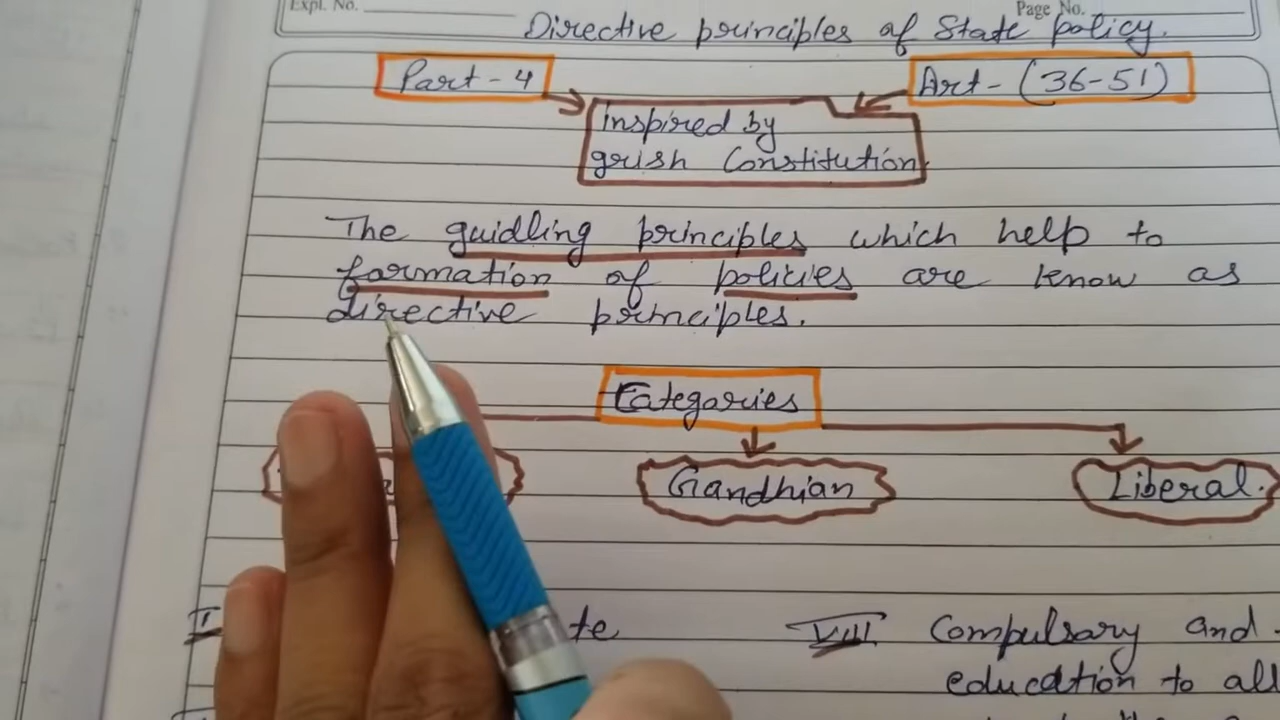 Expl. No.
Page No.
Directive principles of State policy.
Part - 4
Art - (36-51)
Inspired by
grish Constitution.
The guidling principles which help to
formation of policies are know as
directive principles.
Categories
Gandhian
Liberal.
I
te
VIII Compulsary and
education to all